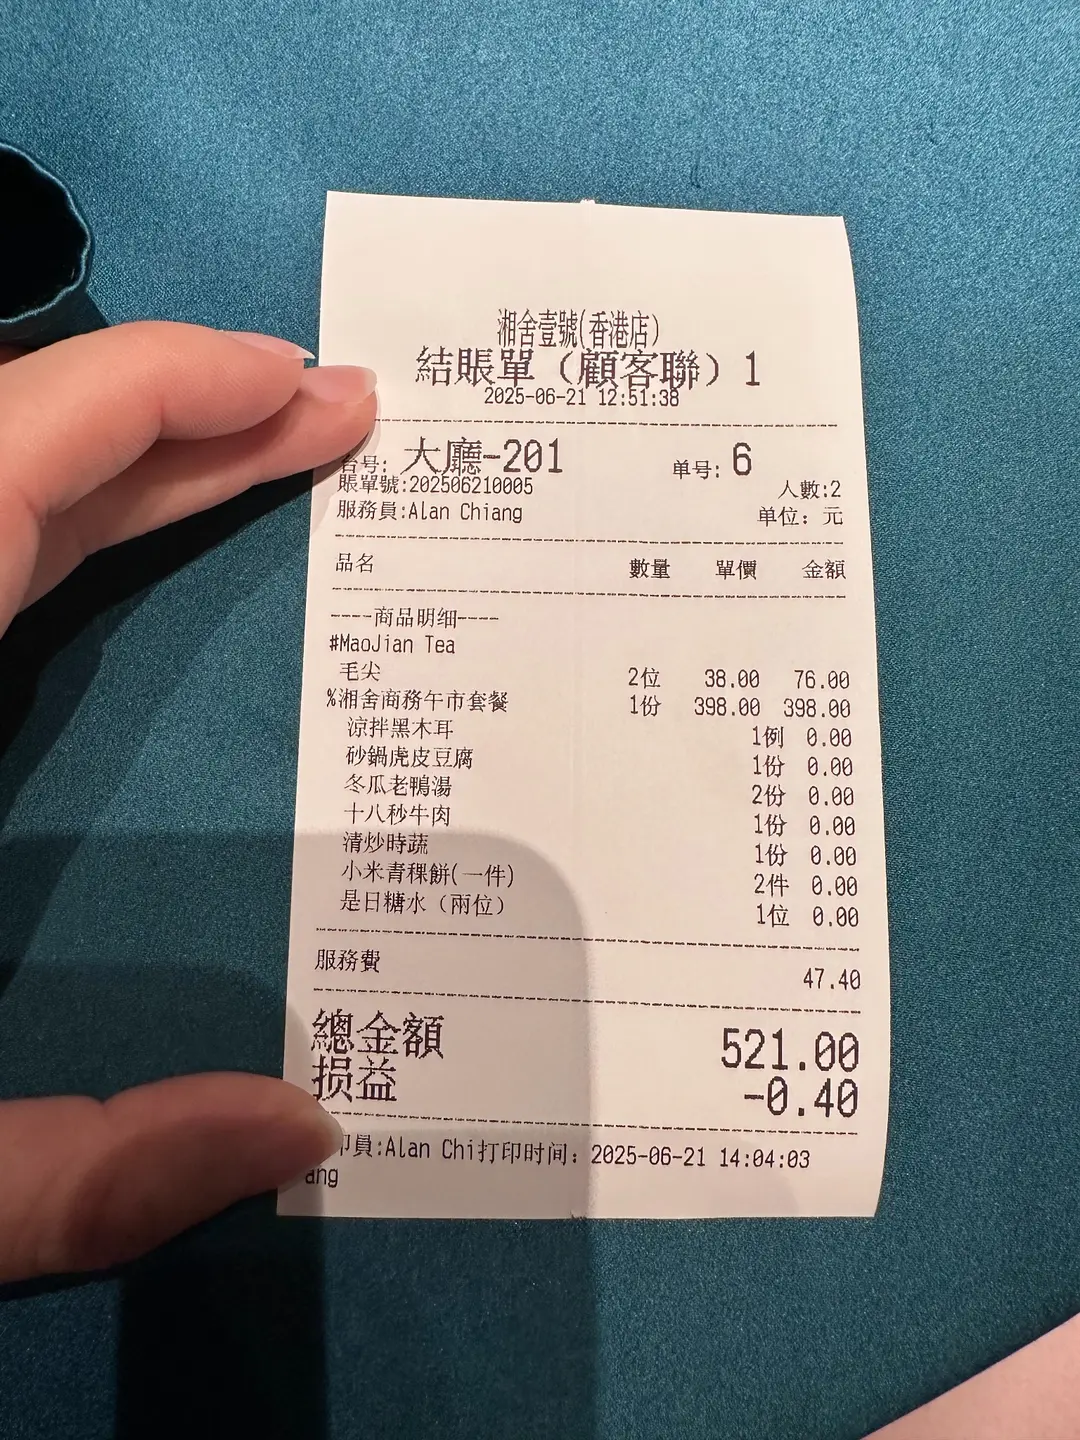 湘舍壹號(香港店)
結賬單（顧客聯）1
2025-06-21 12:51:38
台号: 大廳-201 单号: 6
賬單號:202506210005 人數:2
服務員:Alan Chiang 单位: 元
品名 數量 單價 金額
----商品明细----
#MaoJian Tea
毛尖 2位 38.00 76.00
%湘舍商務午市套餐 1份 398.00 398.00
涼拌黑木耳 1例 0.00
砂鍋虎皮豆腐 1份 0.00
冬瓜老鴨湯 2份 0.00
十八秒牛肉 1份 0.00
清炒時蔬 1份 0.00
小米青稞餅(一件) 2件 0.00
是日糖水（兩位） 1位 0.00
服務費 47.40
總金額 521.00
损益 -0.40
印員:Alan Chi打印时间: 2025-06-21 14:04:03
ang